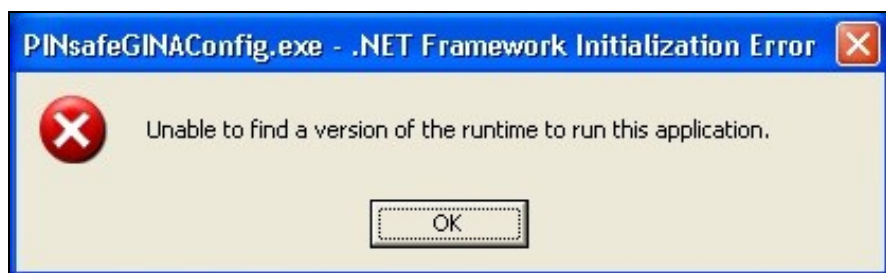 PINsafeGINAConfig.exe - .NET Framework Initialization Error
Unable to find a version of the runtime to run this application.
OK